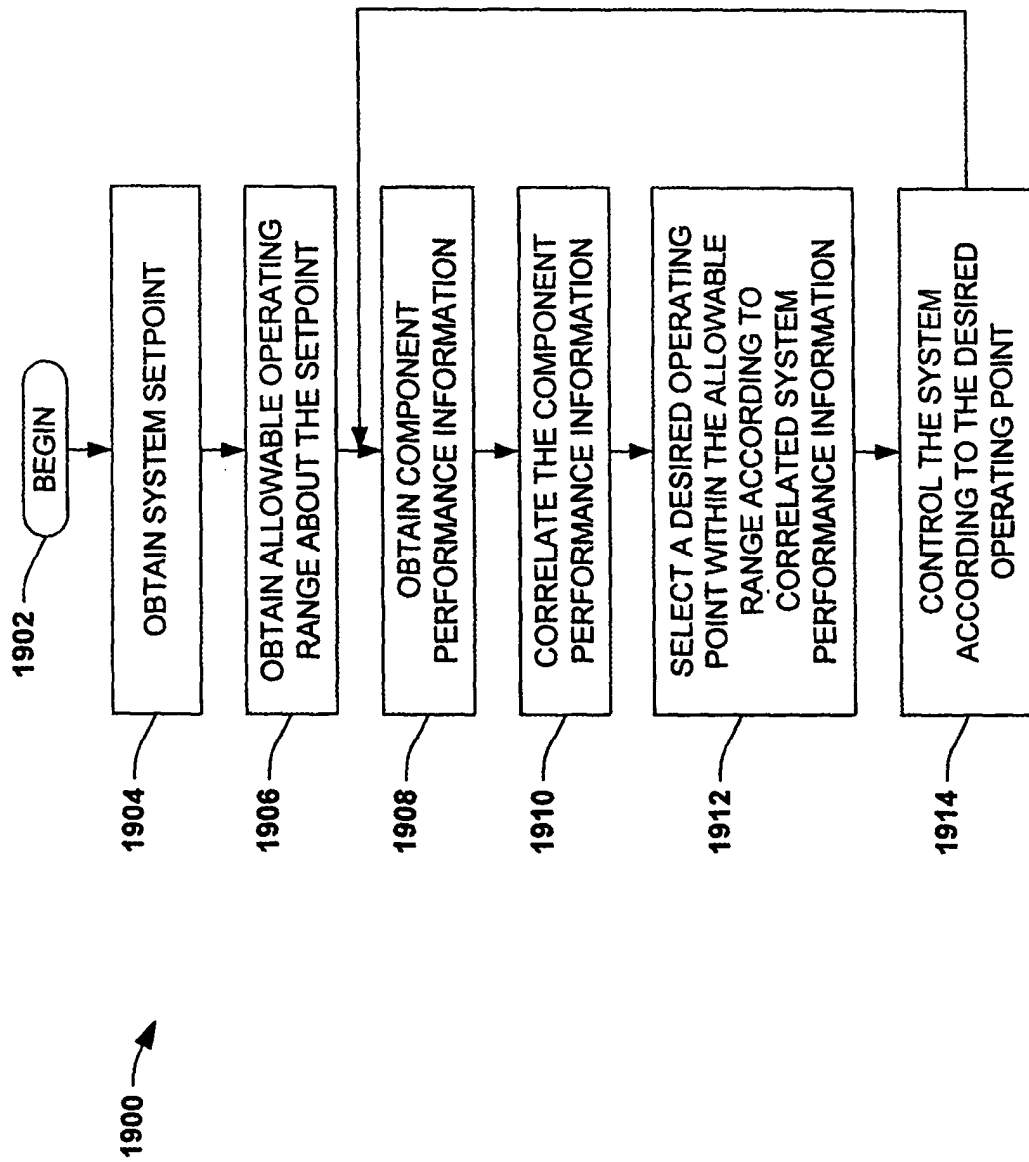 1900
1902
BEGIN
1904
OBTAIN SYSTEM SETPOINT
1906
OBTAIN ALLOWABLE OPERATING
RANGE ABOUT THE SETPOINT
1908
OBTAIN COMPONENT
PERFORMANCE INFORMATION
1910
CORRELATE THE COMPONENT
PERFORMANCE INFORMATION
1912
SELECT A DESIRED OPERATING
POINT WITHIN THE ALLOWABLE
RANGE ACCORDING TO
CORRELATED SYSTEM
PERFORMANCE INFORMATION
1914
CONTROL THE SYSTEM
ACCORDING TO THE DESIRED
OPERATING POINT